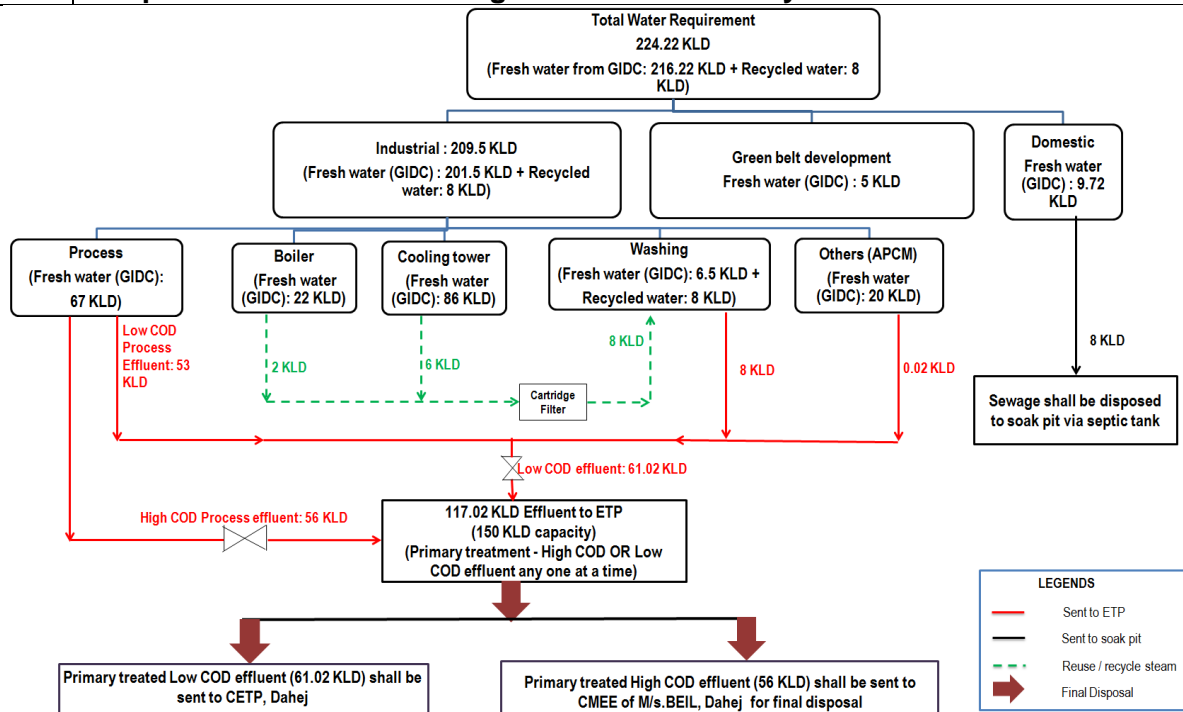 Total Water Requirement
224.22 KLD
(Fresh water from GIDC: 216.22 KLD + Recycled water: 8
KLD)
Industrial : 209.5 KLD
(Fresh water (GIDC) : 201.5 KLD + Recycled
water: 8 KLD)
Green belt development
Fresh water (GIDC) : 5 KLD
Domestic
Fresh water
(GIDC) : 9.72
KLD
Process
(Fresh water (GIDC):
67 KLD)
Boiler
(Fresh water
(GIDC): 22 KLD)
Cooling tower
(Fresh water
(GIDC): 86 KLD)
Washing
(Fresh water (GIDC): 6.5 KLD +
Recycled water: 8 KLD)
Others (APCM)
(Fresh water
(GIDC): 20 KLD)
Low COD
Process
Effluent: 53
KLD
2 KLD
6 KLD
8 KLD
8 KLD
0.02 KLD
8 KLD
Cartridge
Filter
Sewage shall be disposed
to soak pit via septic tank
Low COD effluent: 61.02 KLD
High COD Process effluent: 56 KLD
117.02 KLD Effluent to ETP
(150 KLD capacity)
(Primary treatment - High COD OR Low
COD effluent any one at a time)
LEGENDS
Sent to ETP
Sent to soak pit
Reuse / recycle steam
Final Disposal
Primary treated Low COD effluent (61.02 KLD) shall be
sent to CETP, Dahej
Primary treated High COD effluent (56 KLD) shall be sent to
CMEE of M/s.BEIL, Dahej for final disposal